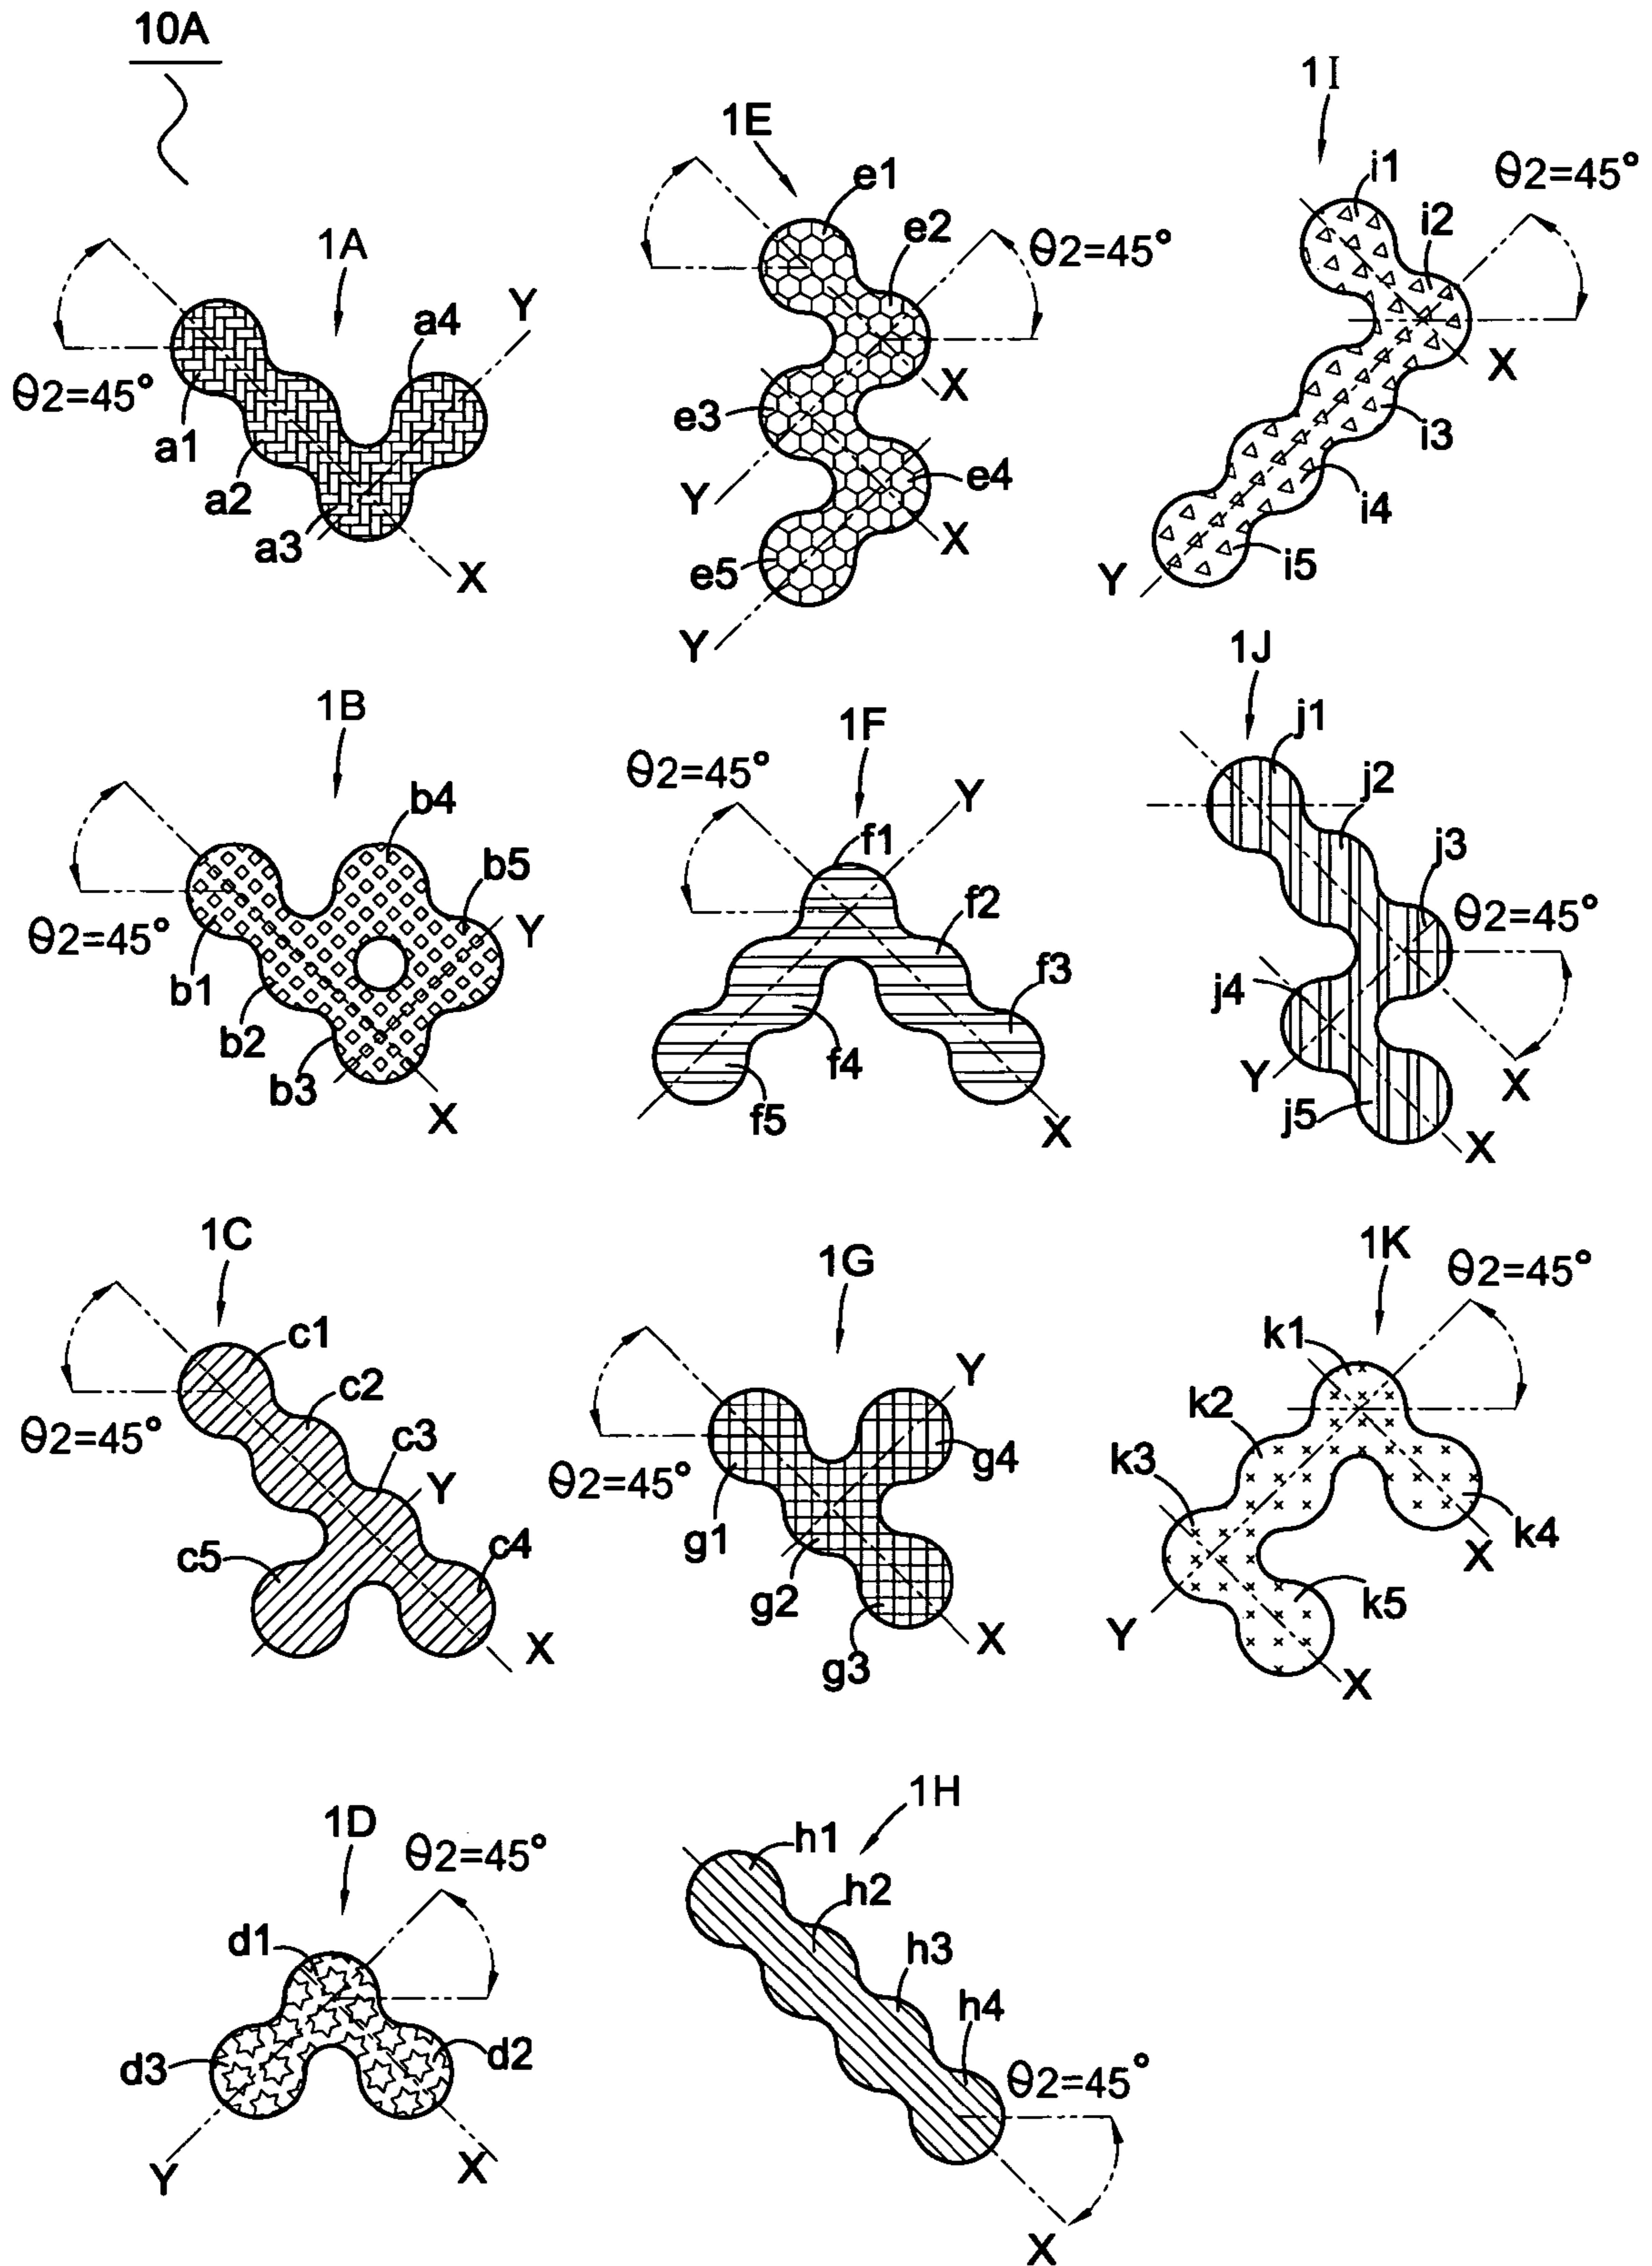 10A
1A
θ2=45°
a1
a2
a3
a4
Y
X
1E
e1
e2
θ2=45°
e3
X
Y
e4
X
e5
Y
1I
i1
i2
θ2=45°
X
i3
i4
i5
Y
1B
θ2=45°
b1
b2
b3
b4
b5
Y
X
1F
θ2=45°
f1
Y
f2
f3
f4
f5
X
1J
j1
j2
j3
θ2=45°
j4
Y
X
j5
X
1C
θ2=45°
c1
c2
c3
Y
c4
c5
X
1G
θ2=45°
g1
g2
g3
g4
Y
X
1K
θ2=45°
k1
k2
k3
k4
X
k5
Y
X
1D
θ2=45°
d1
d2
d3
Y
X
1H
h1
h2
h3
h4
θ2=45°
X